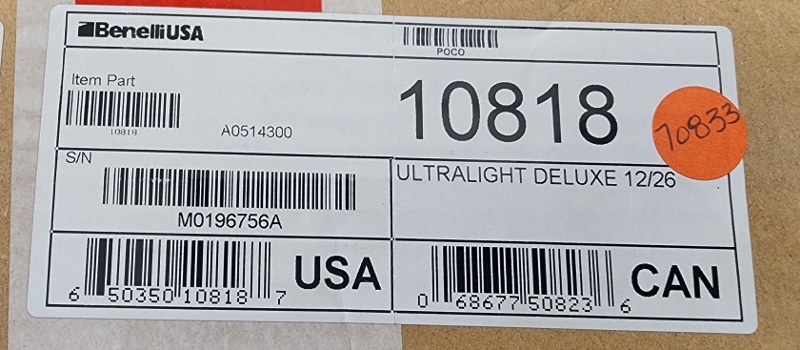 BenelliUSA
POCO
Item Part
10818
A0514300
10818
70833
S/N
M0196756A
ULTRALIGHT DELUXE 12/26
6 50350 10818 7
USA
0 68677 50823 6
CAN